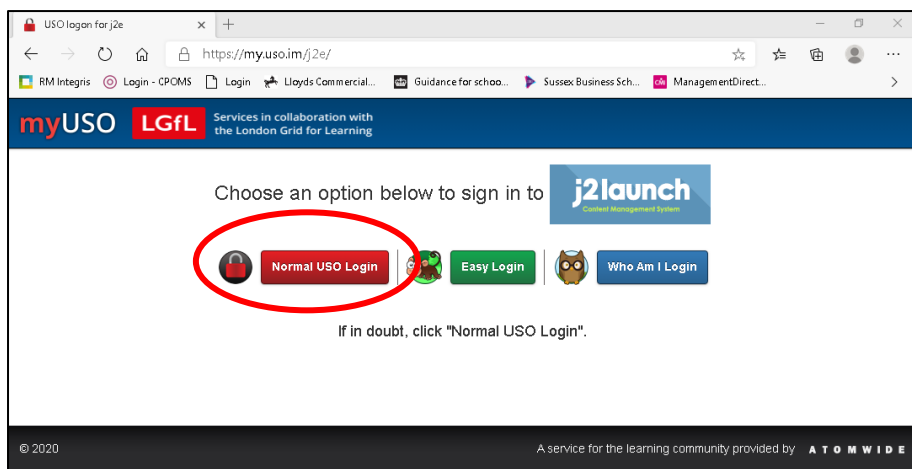 USO logon for j2e
https://my.uso.im/j2e/
RM Integris Login - CPOMS Login Lloyds Commercial... Guidance for schoo... Sussex Business Sch... ManagementDirect...
myUSO LGfL Services in collaboration with
the London Grid for Learning
Choose an option below to sign in to j2launch
Content Management System
Normal USO Login Easy Login Who Am I Login
If in doubt, click "Normal USO Login".
© 2020 A service for the learning community provided by ATOMWIDE